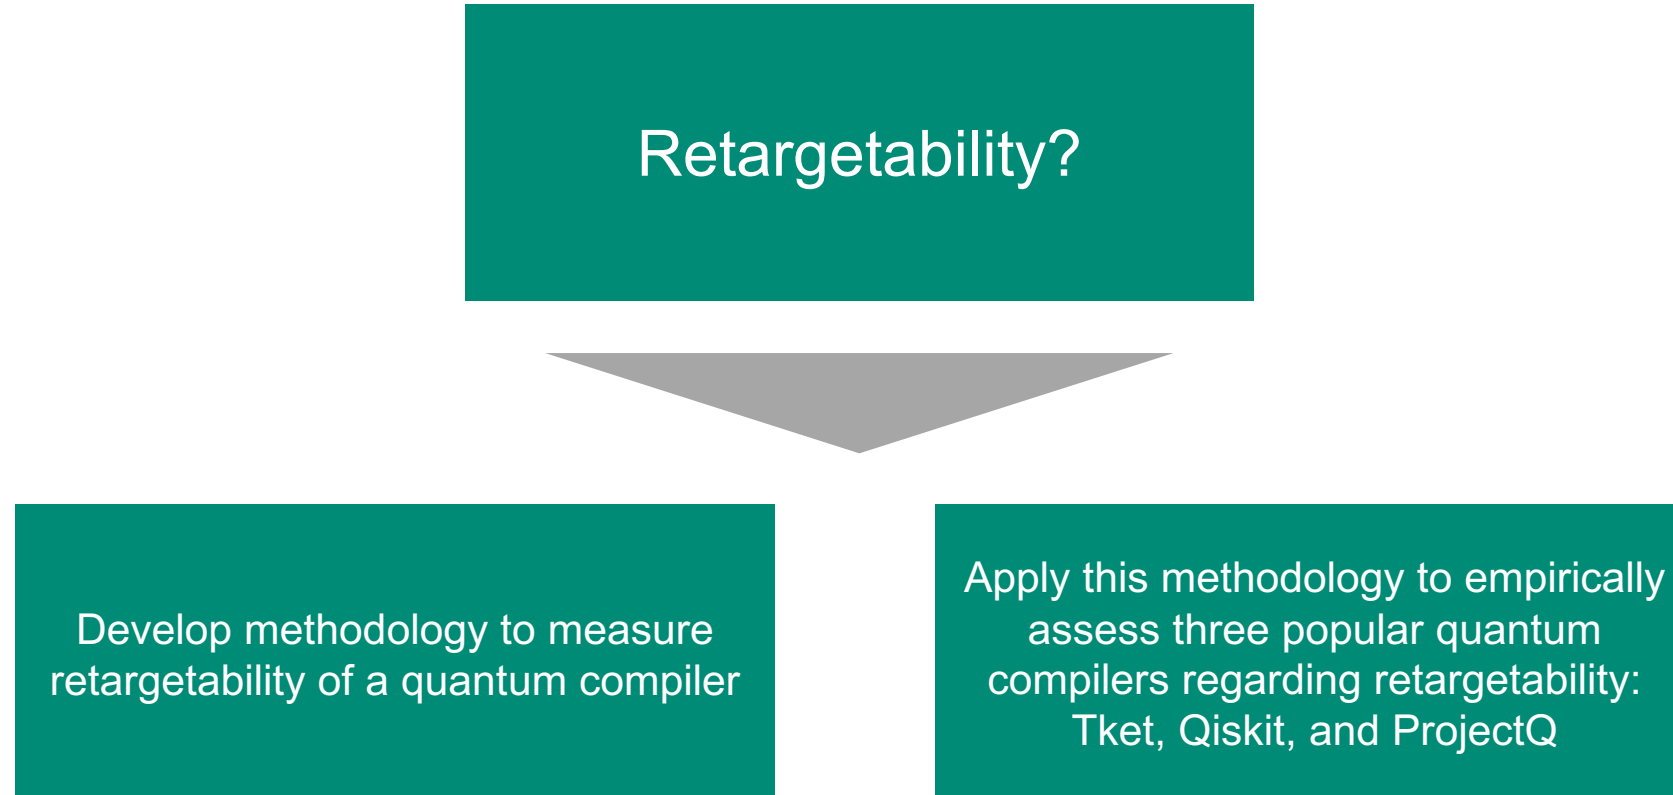 Retargetability?
Develop methodology to measure
retargetability of a quantum compiler
Apply this methodology to empirically
assess three popular quantum
compilers regarding retargetability:
Tket, Qiskit, and ProjectQ